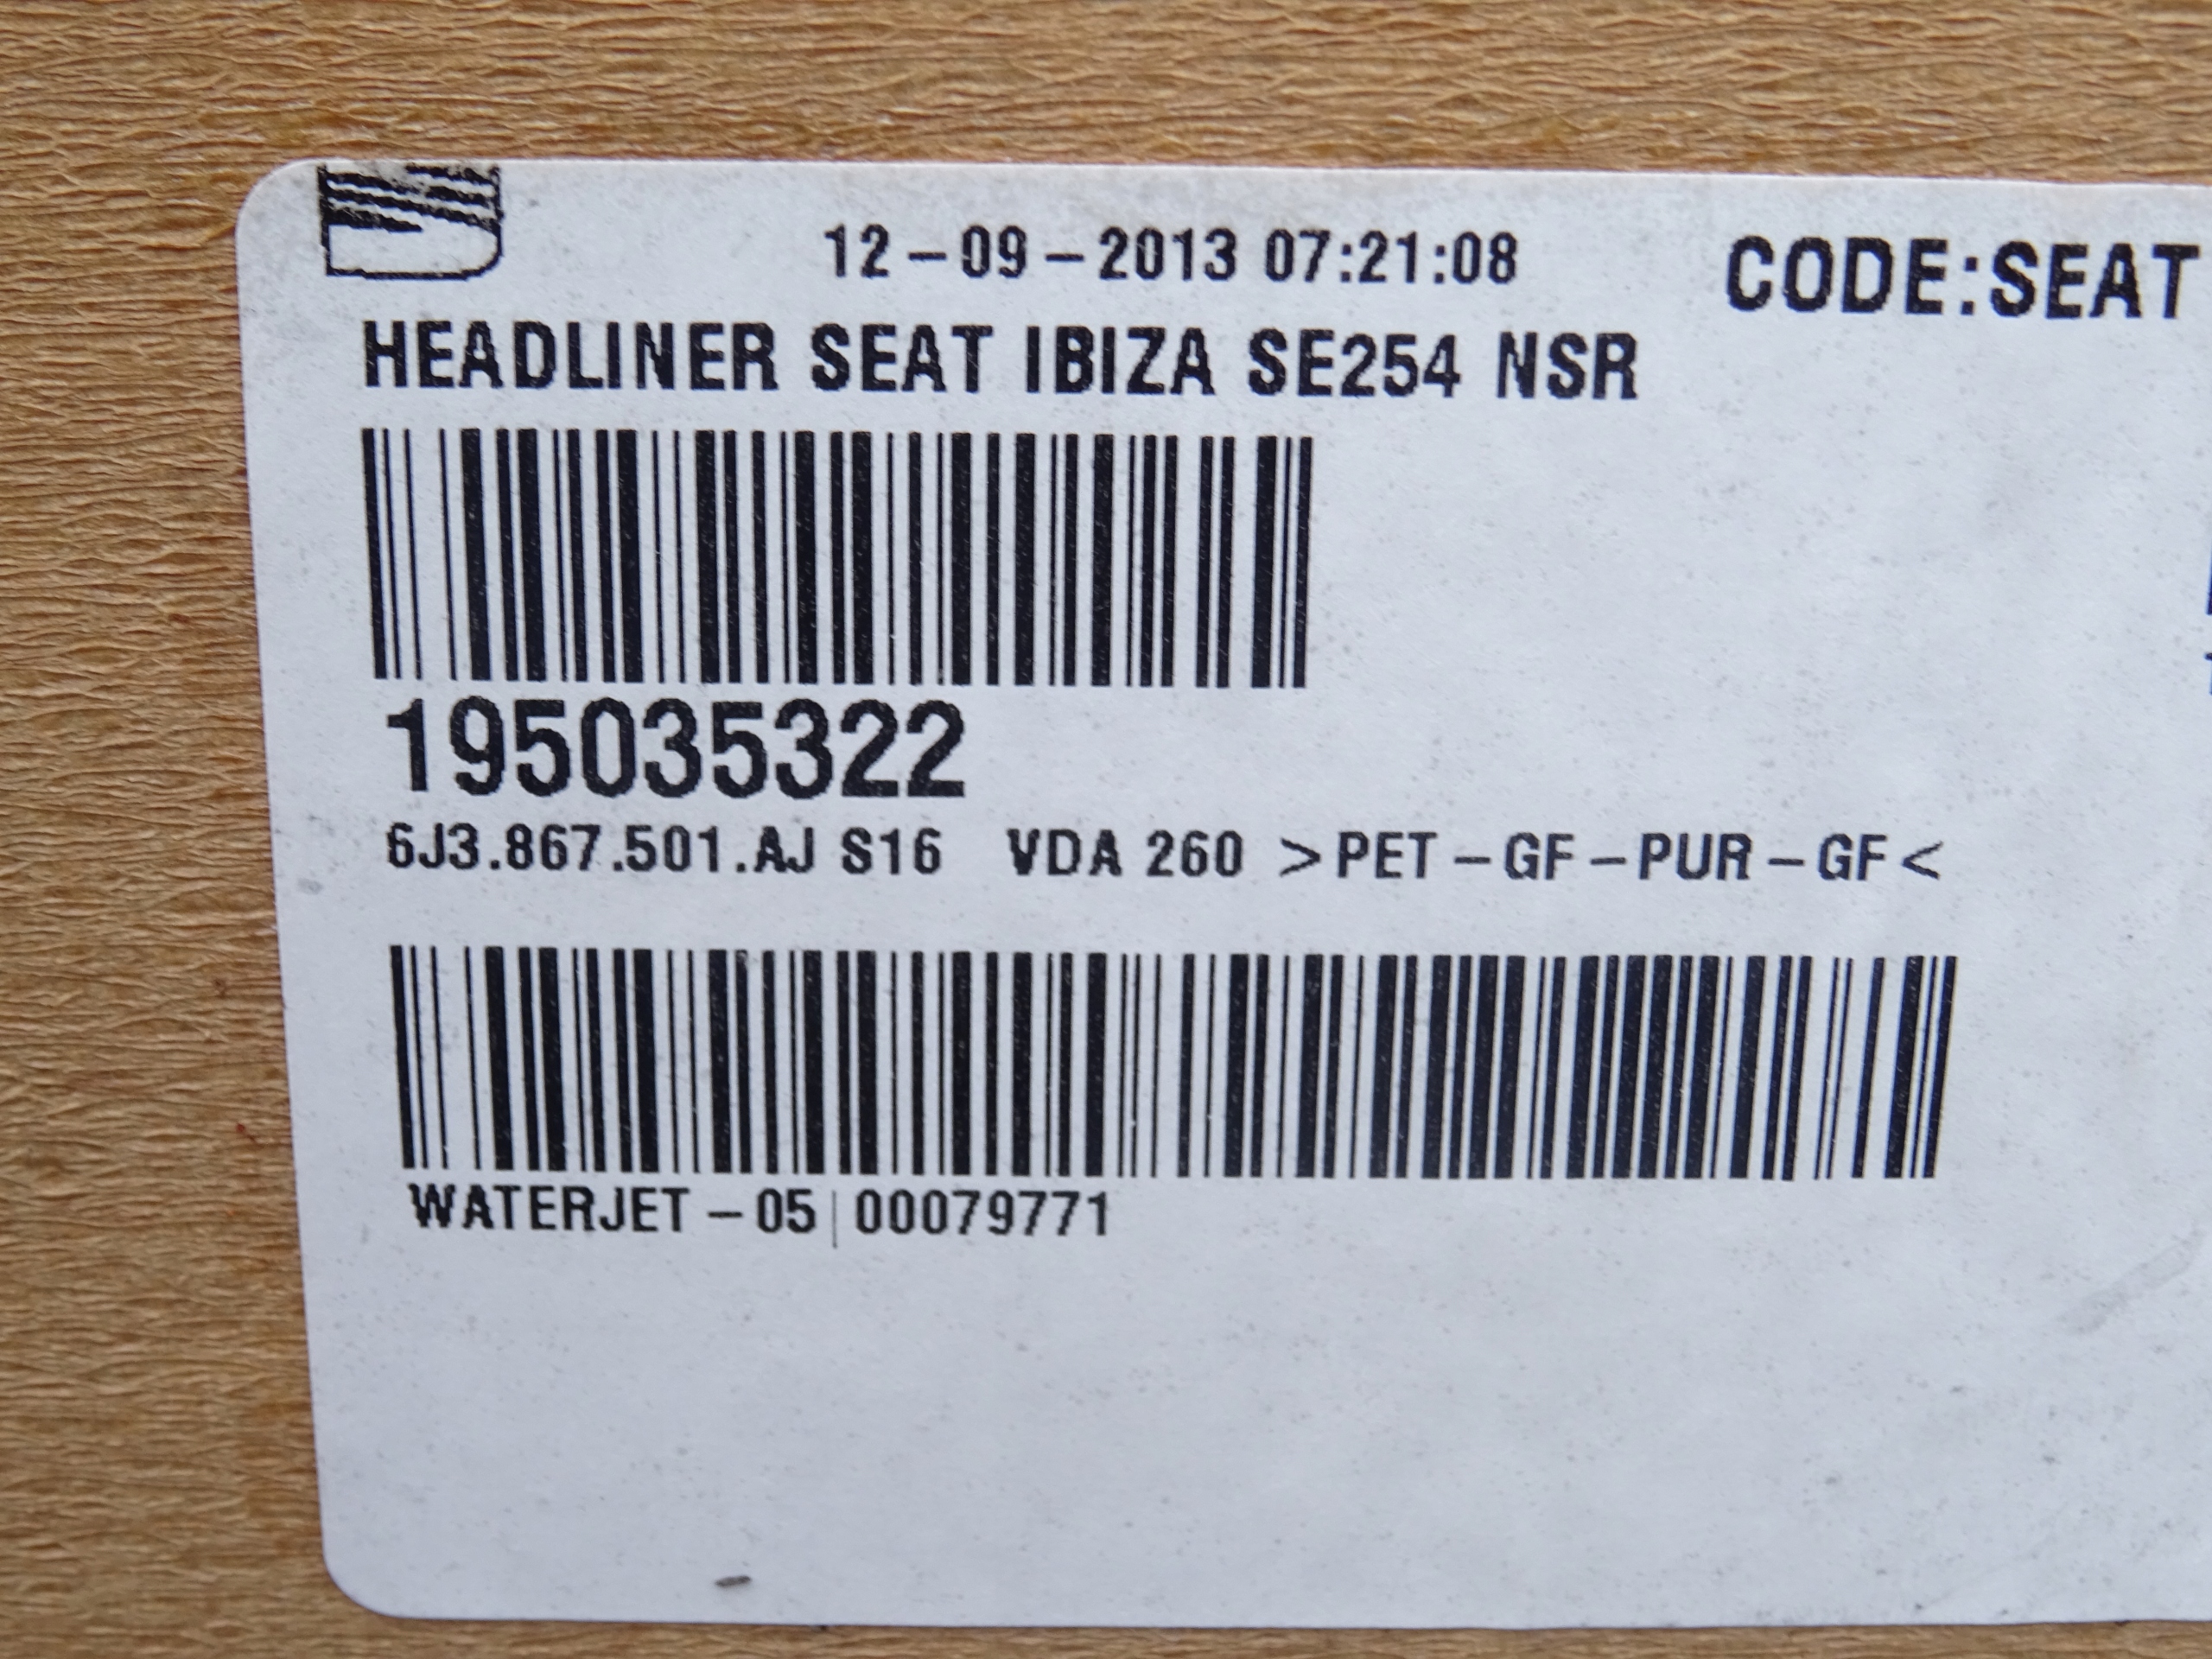 12-09-2013 07:21:08
CODE:SEAT
HEADLINER SEAT IBIZA SE254 NSR
195035322
6J3.867.501.AJ S16 VDA 260 >PET-GF-PUR-GF<
WATERJET-05|00079771